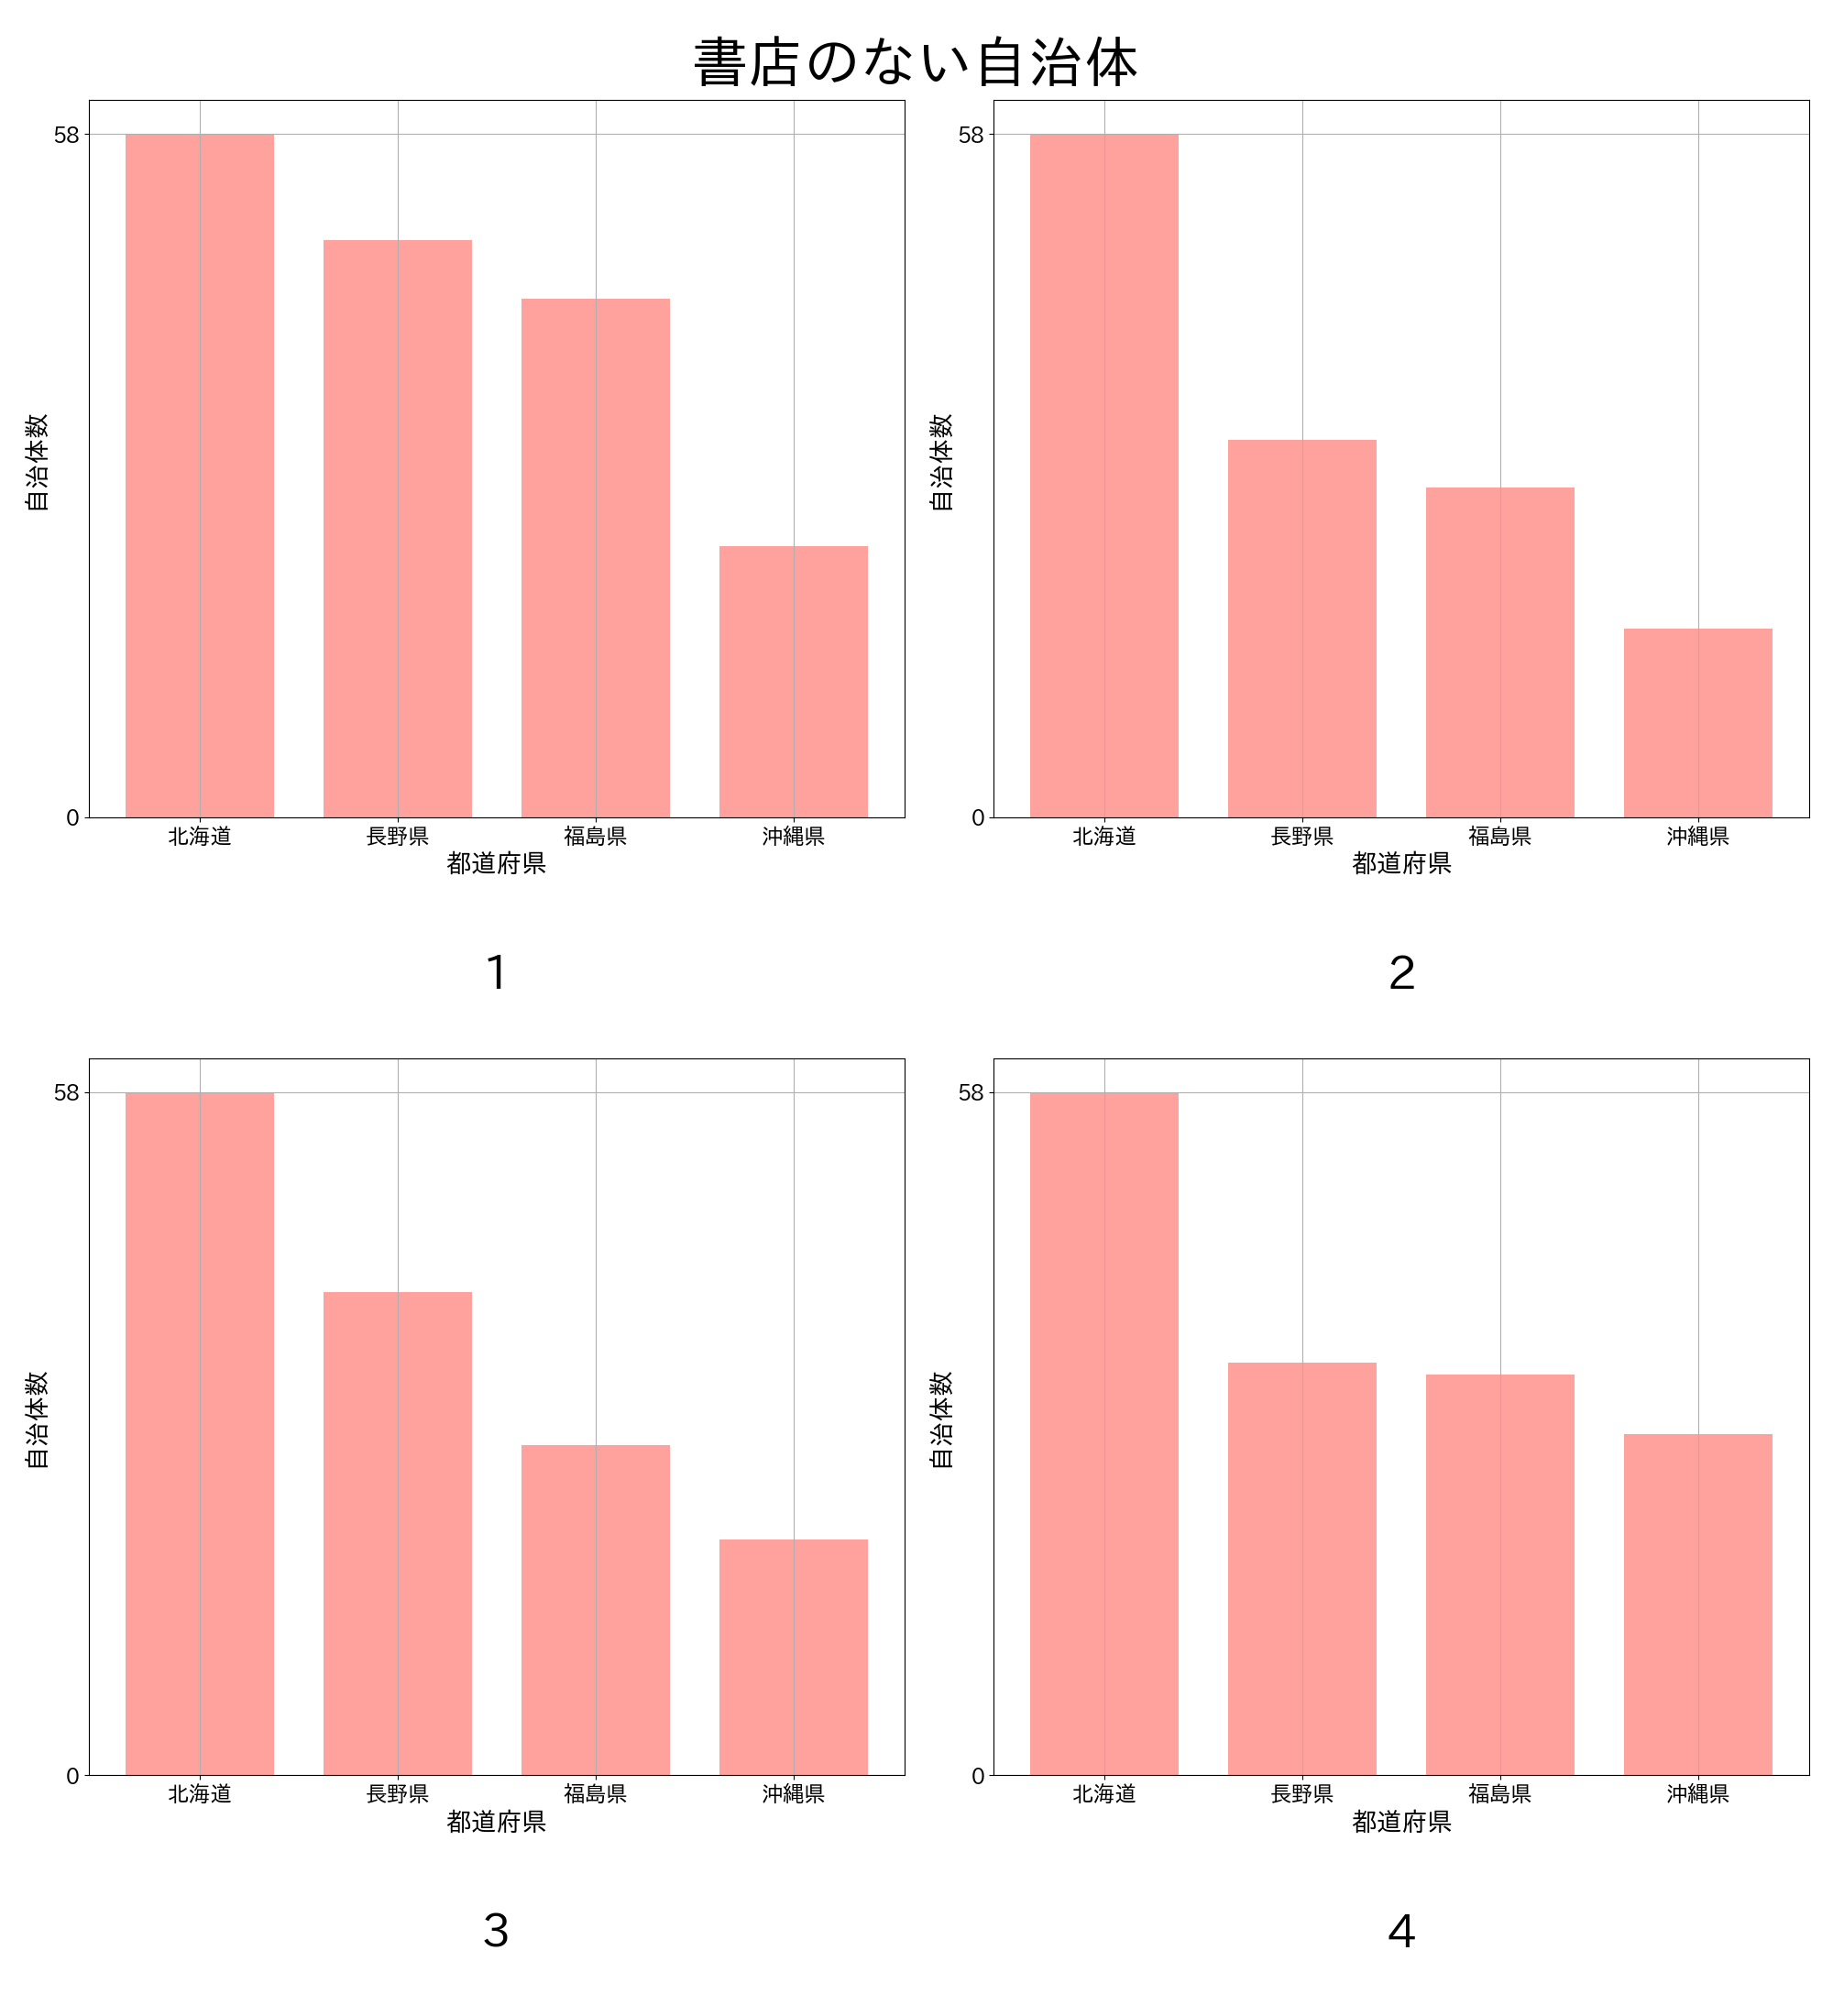 書店のない自治体
58
0
自治体数
北海道 長野県 福島県 沖縄県
都道府県
1
58
0
自治体数
北海道 長野県 福島県 沖縄県
都道府県
2
58
0
自治体数
北海道 長野県 福島県 沖縄県
都道府県
3
58
0
自治体数
北海道 長野県 福島県 沖縄県
都道府県
4